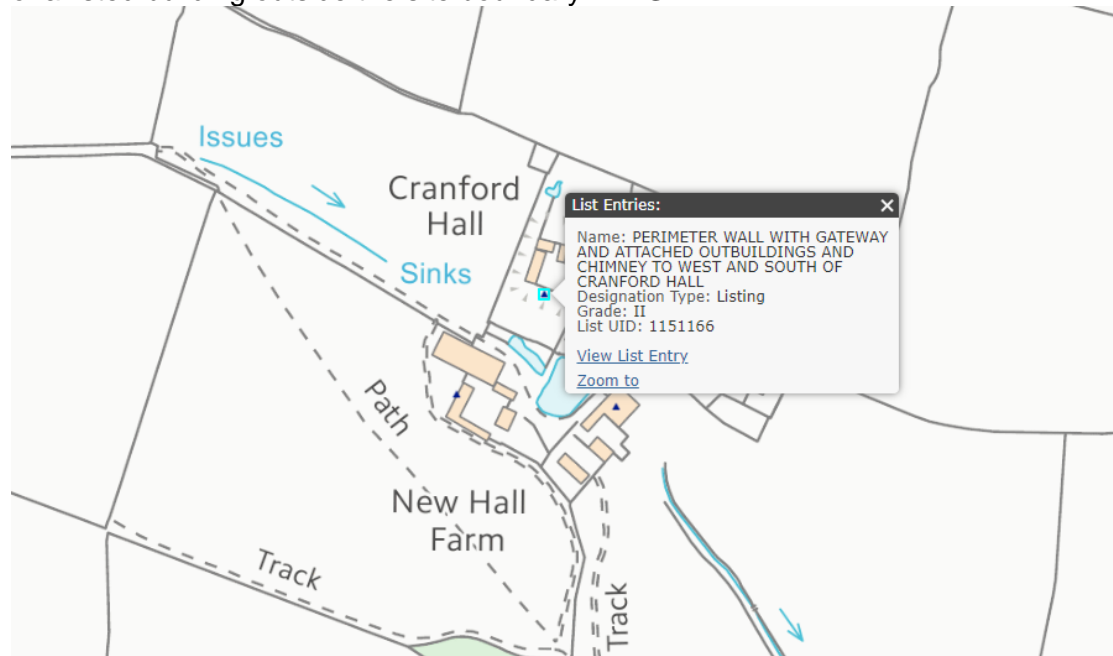 Issues
Cranford
Hall
Sinks
List Entries:
Name: PERIMETER WALL WITH GATEWAY
AND ATTACHED OUTBUILDINGS AND
CHIMNEY TO WEST AND SOUTH OF
CRANFORD HALL
Designation Type: Listing
Grade: II
List UID: 1151166
View List Entry
Zoom to
Path
New Hall
Farm
Track
Track